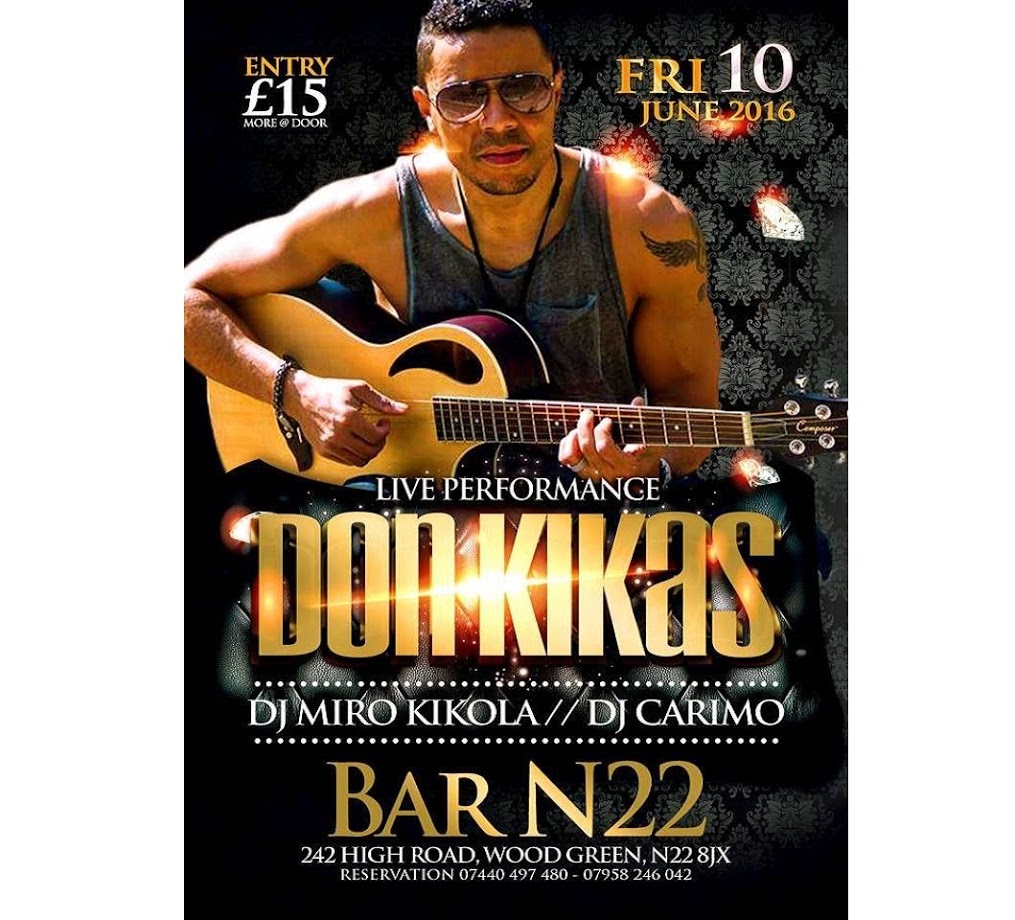 ENTRY
£15
MORE @ DOOR
FRI 10
JUNE 2016
Composer
LIVE PERFORMANCE
DON KIKAS
DJ MIRO KIKOLA // DJ CARIMO
BAR N22
242 HIGH ROAD, WOOD GREEN, N22 8JX
RESERVATION 07440 497 480 - 07958 246 042